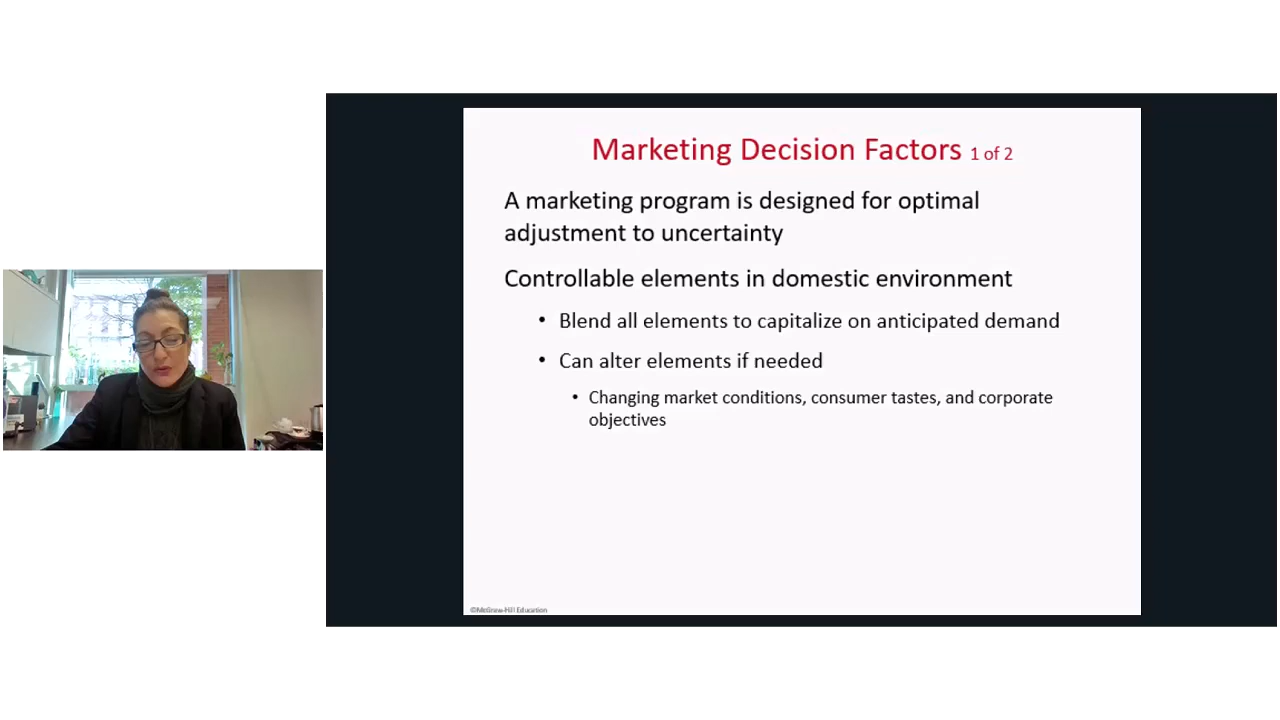 Marketing Decision Factors 1 of 2
A marketing program is designed for optimal
adjustment to uncertainty
Controllable elements in domestic environment
• Blend all elements to capitalize on anticipated demand
• Can alter elements if needed
• Changing market conditions, consumer tastes, and corporate
objectives
©McGraw-Hill Education